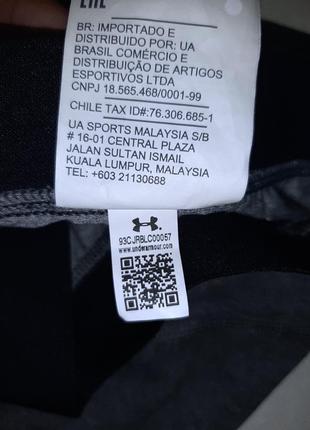 EAC
BR: IMPORTADO E
DISTRIBUIDO POR: UA
BRASIL COMÉRCIO E
DISTRIBUIÇÃO DE ARTIGOS
ESPORTIVOS LTDA
CNPJ 18.565.468/0001-99
CHILE TAX ID#:76.306.685-1
UA SPORTS MALAYSIA S/B
# 16-01 CENTRAL PLAZA
JALAN SULTAN ISMAIL
KUALA LUMPUR, MALAYSIA
TEL: +603 21130688
93CJRBLC00057
www.underarmour.com